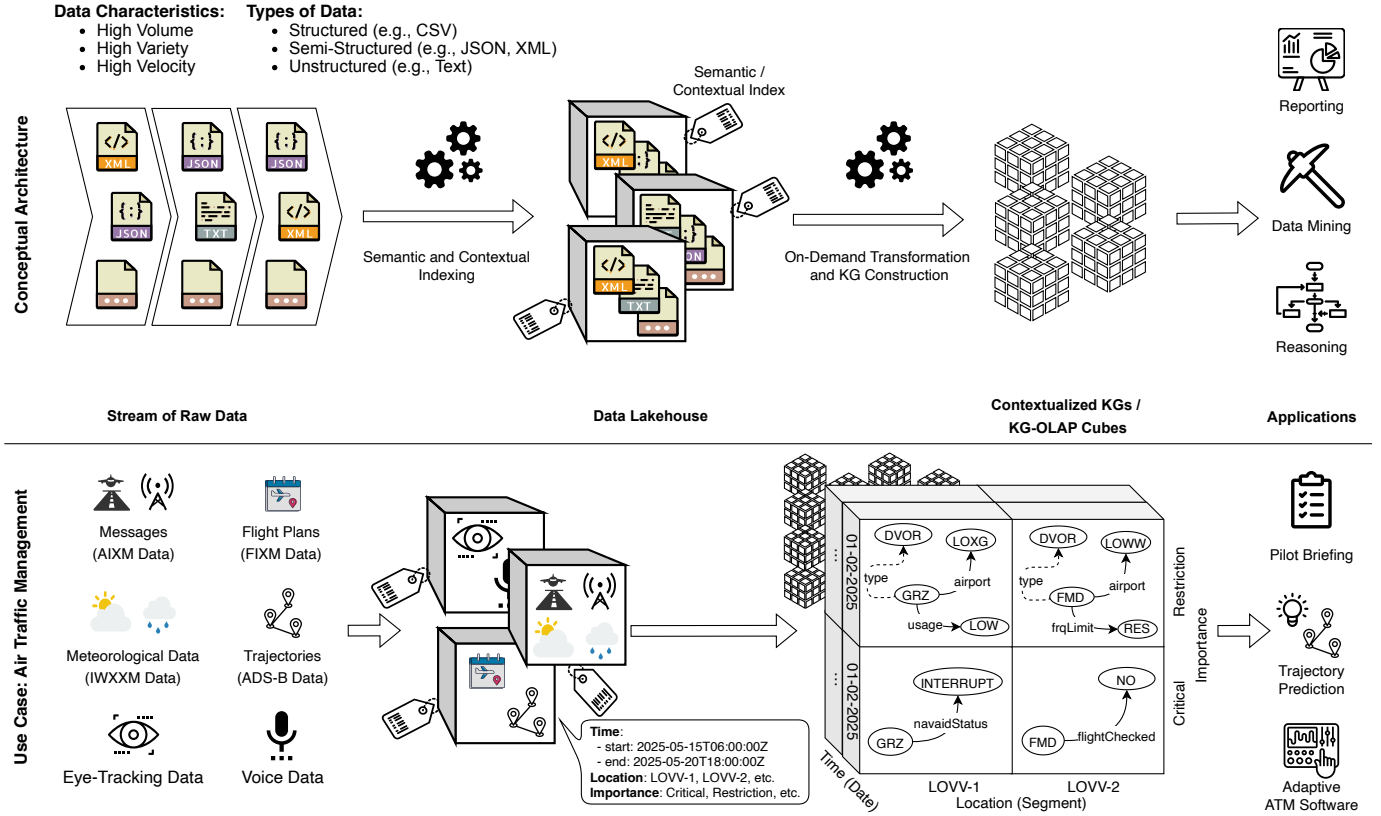 Data Characteristics:
• High Volume
• High Variety
• High Velocity
Types of Data:
• Structured (e.g., CSV)
• Semi-Structured (e.g., JSON, XML)
• Unstructured (e.g., Text)
Conceptual Architecture
</>
XML
{:}
JSON
{:}
JSON
{:}
JSON
TXT
</>
XML
Semantic and Contextual
Indexing
Semantic /
Contextual Index
</>
XML
{:}
ON
</>
XML
TXT
On-Demand Transformation
and KG Construction
Reporting
Data Mining
Reasoning
Stream of Raw Data
Data Lakehouse
Contextualized KGs /
KG-OLAP Cubes
Applications
Use Case: Air Traffic Management
Messages
(AIXM Data)
Flight Plans
(FIXM Data)
Meteorological Data
(IWXXM Data)
Trajectories
(ADS-B Data)
Eye-Tracking Data
Voice Data
Time:
- start: 2025-05-15T06:00:00Z
- end: 2025-05-20T18:00:00Z
Location: LOVV-1, LOVV-2, etc.
Importance: Critical, Restriction, etc.
...
01-02-2025
DVOR
LOXG
type
airport
GRZ
usage
LOW
DVOR
LOWW
type
airport
FMD
frqLimit
RES
Restriction
...
01-02-2025
INTERRUPT
navaidStatus
GRZ
NO
FMD
flightChecked
Critical
Importance
Time (Date)
LOVV-1
LOVV-2
Location (Segment)
Pilot Briefing
Trajectory
Prediction
Adaptive
ATM Software